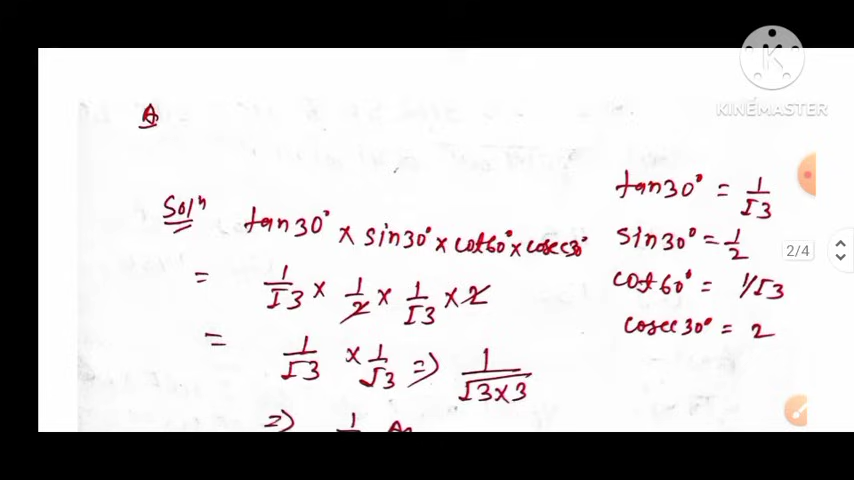 KINEMASTER
A
Solⁿ tan30° × sin30° × cot60° × cosec30°
= 1/√3 × 1/2 × 1/√3 × 2
= 1/√3 × 1/√3 => 1/√3×3
=> 1
tan30° = 1/√3
sin30° = 1/2
cot60° = 1/√3
cosec30° = 2
2/4